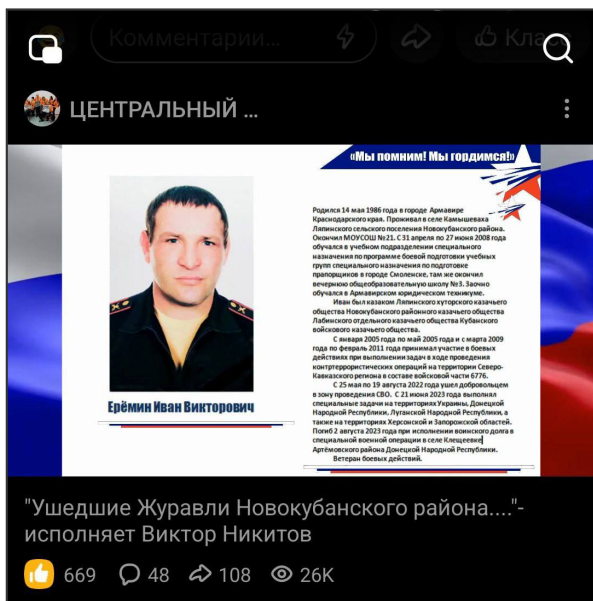 Комментарии...
Класс
ЦЕНТРАЛЬНЫЙ ...
«Мы помним! Мы гордимся!»
Родился 14 мая 1986 года в городе Армавире
Краснодарского края. Проживал в селе Камышеваха
Ляпинского сельского поселения Новокубанского района.
Окончил МОУСОШ №21. С 31 апреля по 27 июня 2008 года
обучался в учебном подразделении специального
назначения по программе боевой подготовки учебных
групп специального назначения по подготовке
прапорщиков в городе Смоленске, там же окончил
вечернюю общеобразовательную школу №3. Заочно
обучался в Армавирском юридическом техникуме.
Иван был казаком Ляпинского хуторского казачьего
общества Новокубанского районного казачьего общества
Лабинского отдельного казачьего общества Кубанского
войскового казачьего общества.
С января 2005 года по май 2005 года и с марта 2009
года по февраль 2011 года принимал участие в боевых
действиях при выполнении задач в ходе проведения
контртеррористических операций на территории Северо-
Кавказского региона в составе войсковой части 6776.
С 25 мая по 19 августа 2022 года ушел добровольцем
в зону проведения СВО. С 21 июня 2023 года выполнял
специальные задачи на территориях Украины, Донецкой
Народной Республики, Луганской Народной Республики, а
также на территориях Херсонской и Запорожской областей.
Погиб 2 августа 2023 года при исполнении воинского долга в
специальной военной операции в селе Клещеевке
Артёмовского района Донецкой Народной Республики.
Ветеран боевых действий.
Ерёмин Иван Викторович
"Ушедшие Журавли Новокубанского района...."-
исполняет Виктор Никитов
669 48 108 26K